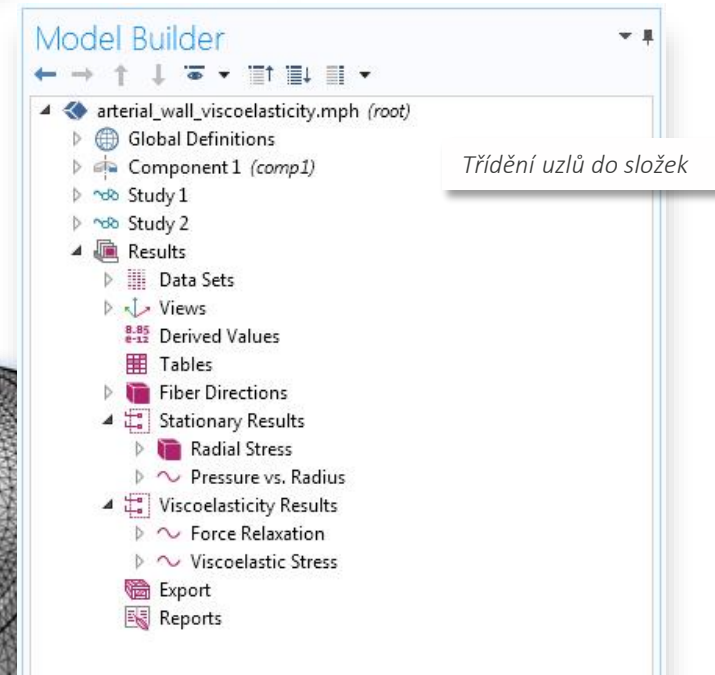 Model Builder
arterial_wall_viscoelasticity.mph (root)
Global Definitions
Component 1 (comp1)
Třídění uzlů do složek
Study 1
Study 2
Results
Data Sets
Views
8.85
e-12
Derived Values
Tables
Fiber Directions
Stationary Results
Radial Stress
Pressure vs. Radius
Viscoelasticity Results
Force Relaxation
Viscoelastic Stress
Export
Reports